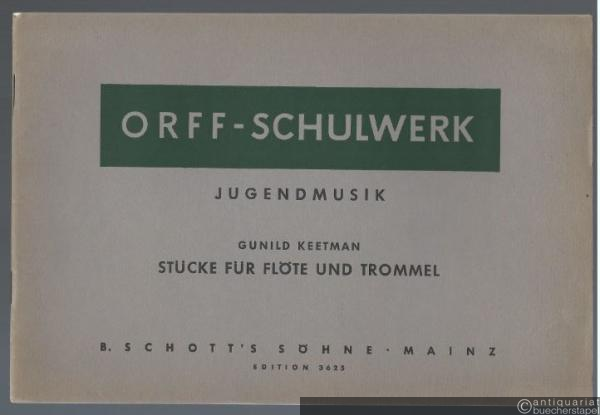 ORFF-SCHULWERK
JUGENDMUSIK
GUNILD KEETMAN
STÜCKE FÜR FLÖTE UND TROMMEL
B. SCHOTT'S SÖHNE · MAINZ
EDITION 3625
antiquariat
buecherstapel